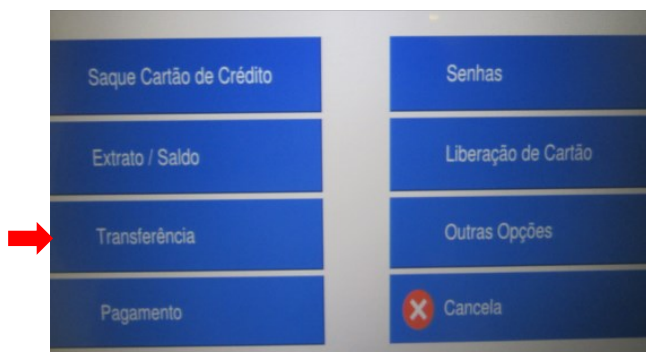 Saque Cartão de Crédito
Extrato / Saldo
Transferência
Pagamento
Senhas
Liberação de Cartão
Outras Opções
Cancela